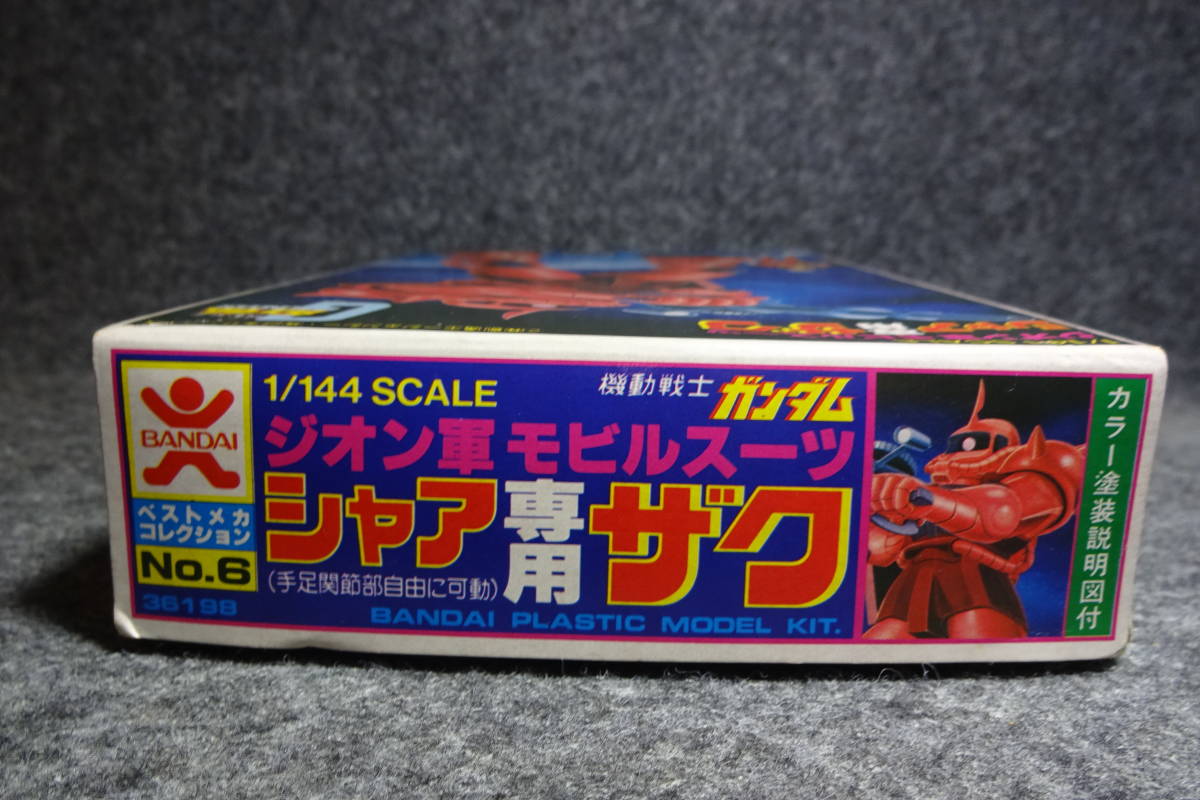 BANDAI
ベストメカ
コレクション
No.6
36198
1/144 SCALE
機動戦士 ガンダム
ジオン軍 モビルスーツ
シャア専用ザク
(手足関節部自由に可動)
BANDAI PLASTIC MODEL KIT.
カラー塗装説明図付